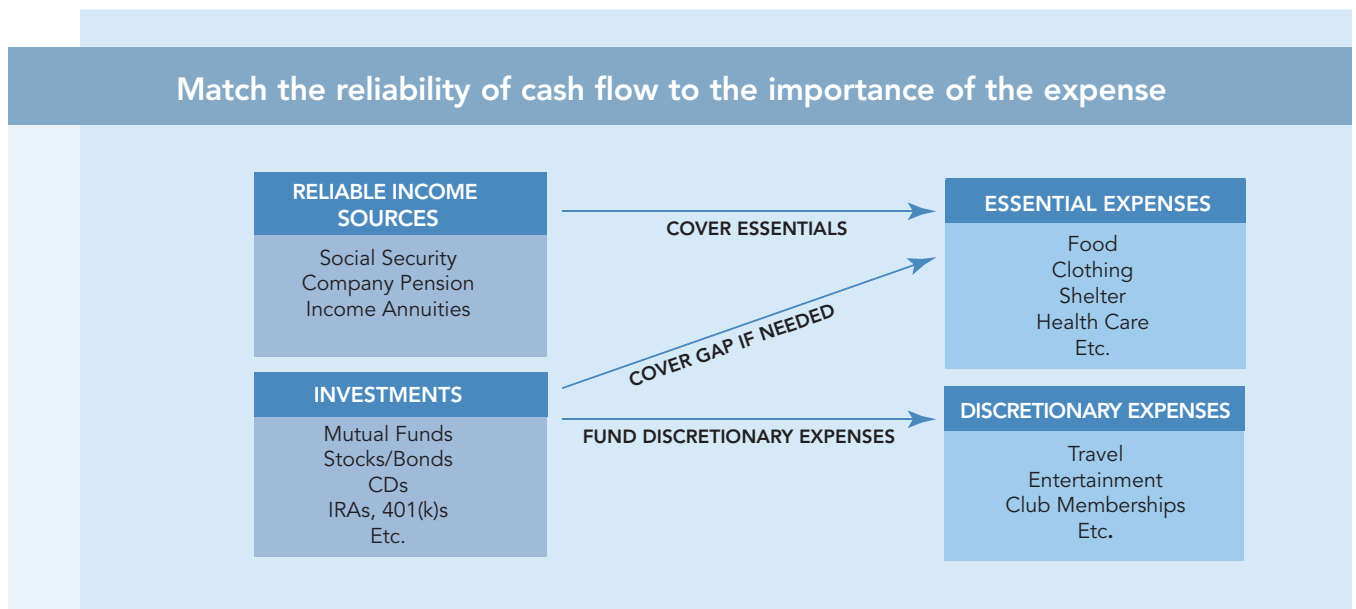 Match the reliability of cash flow to the importance of the expense
RELIABLE INCOME
SOURCES
Social Security
Company Pension
Income Annuities
COVER ESSENTIALS
ESSENTIAL EXPENSES
Food
Clothing
Shelter
Health Care
Etc.
COVER GAP IF NEEDED
INVESTMENTS
Mutual Funds
Stocks/Bonds
CDs
IRAs, 401(k)s
Etc.
FUND DISCRETIONARY EXPENSES
DISCRETIONARY EXPENSES
Travel
Entertainment
Club Memberships
Etc.